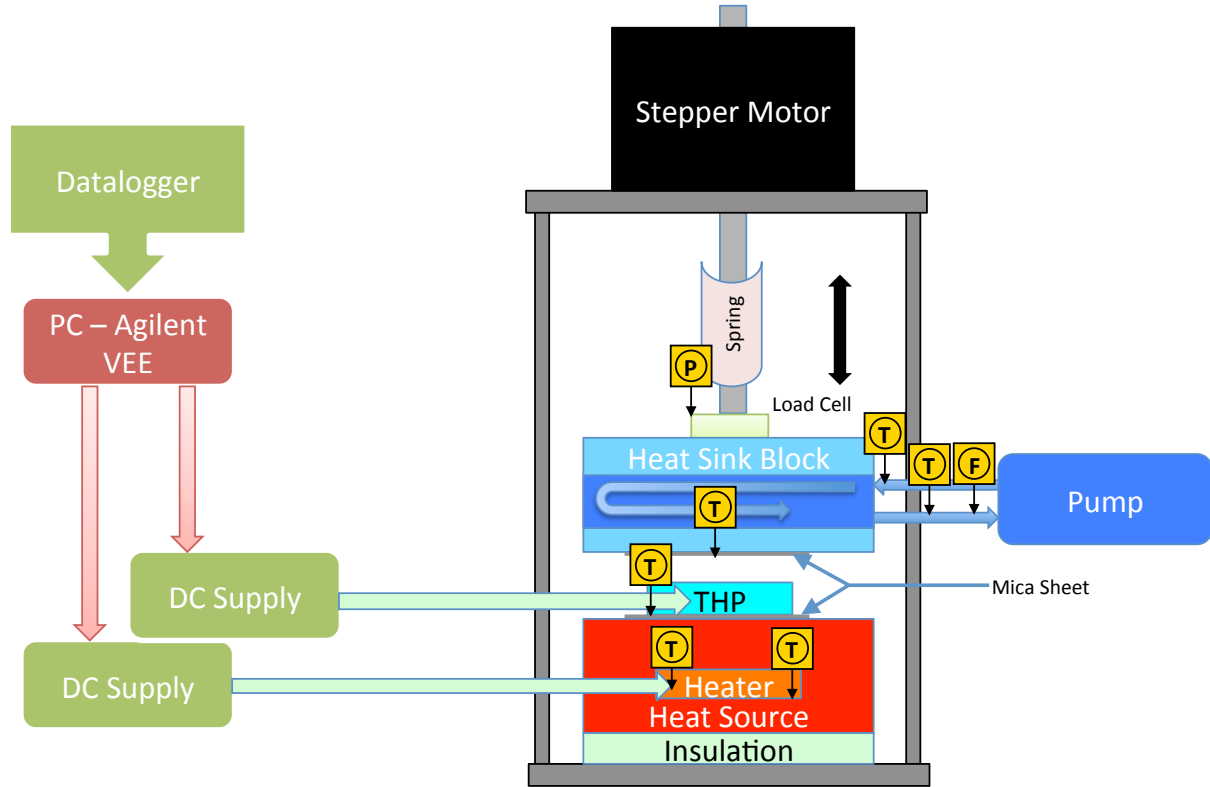 Stepper Motor
Datalogger
PC – Agilent
VEE
Spring
P
Load Cell
T
T
F
Heat Sink Block
Pump
T
T
Mica Sheet
DC Supply
THP
DC Supply
T
T
Heater
Heat Source
Insulation